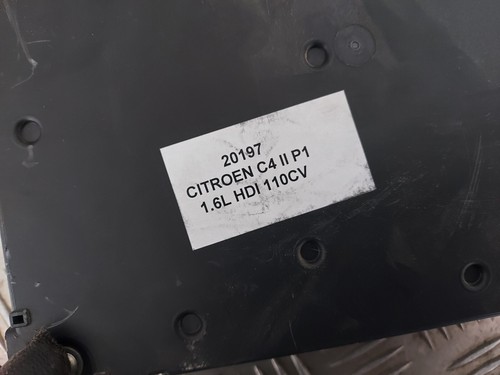 20197
CITROEN C4 II P1
1.6L HDI 110CV